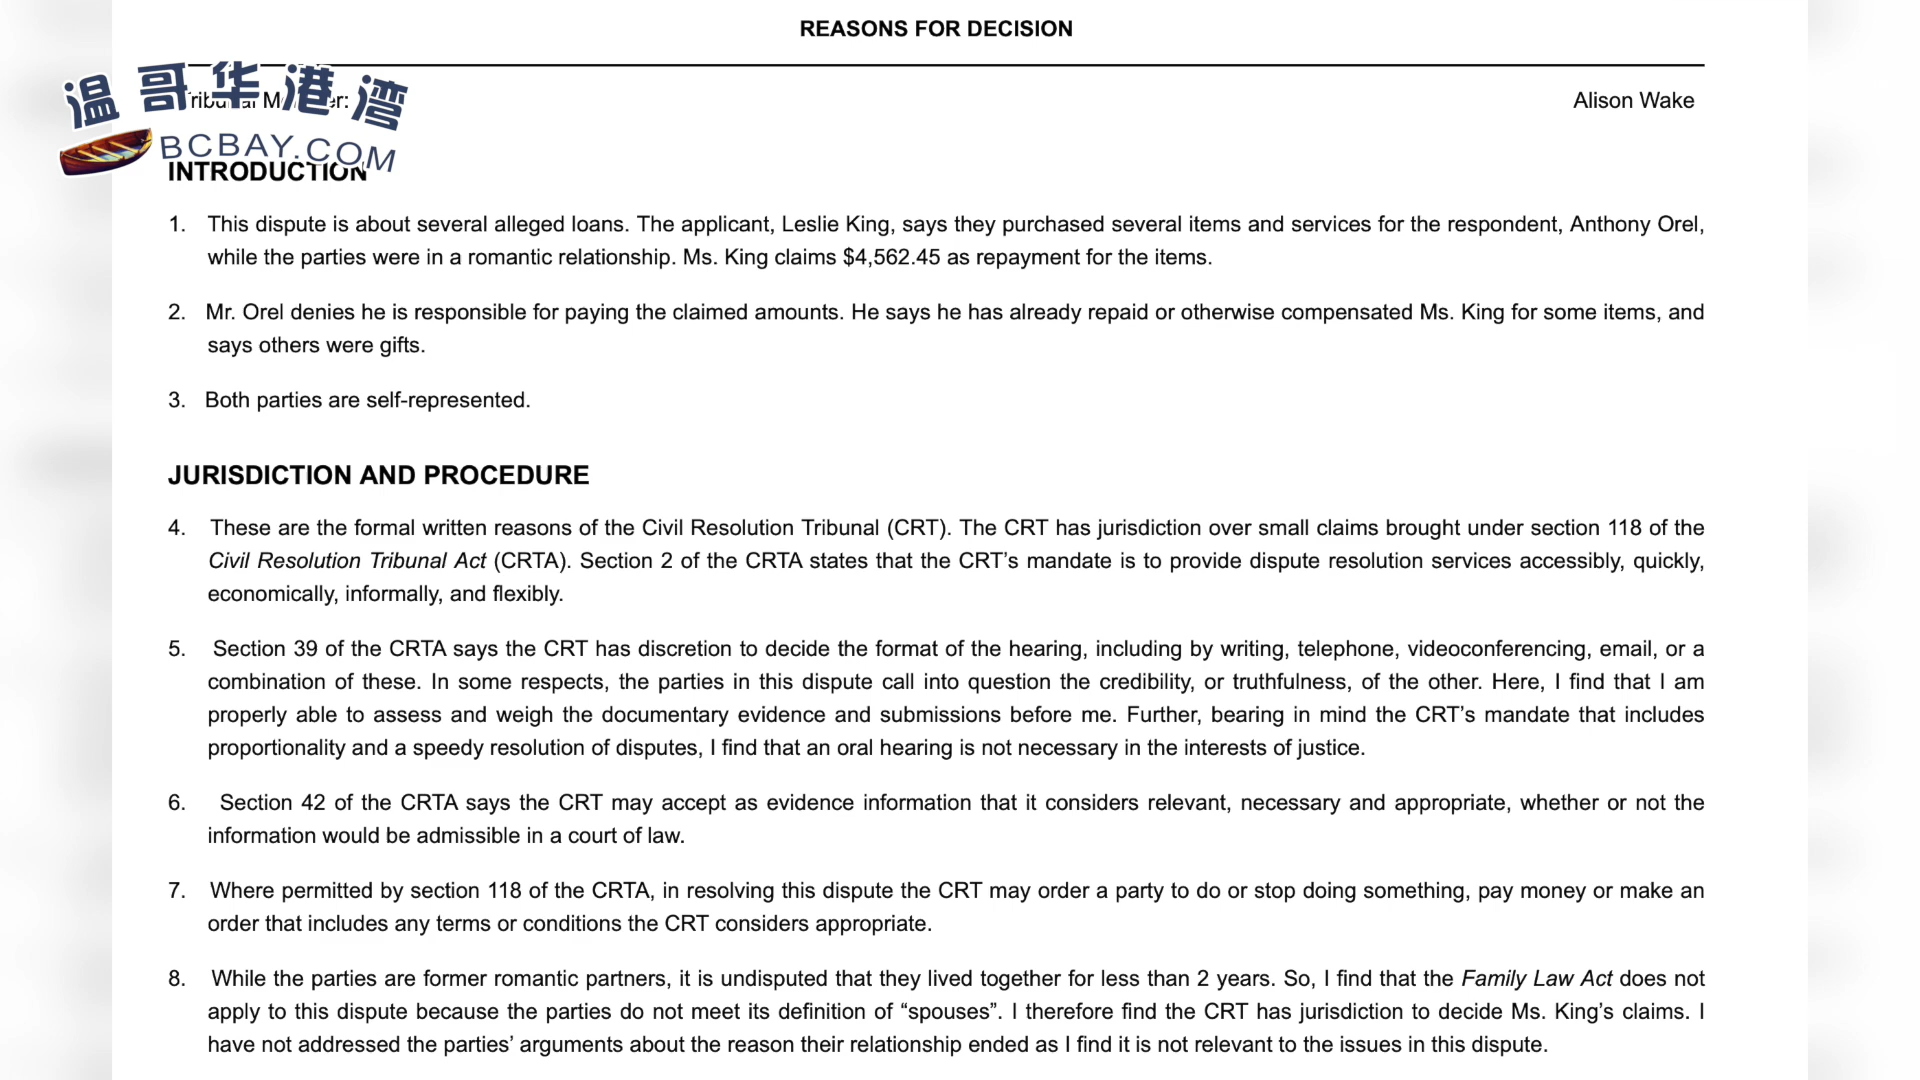 REASONS FOR DECISION
温哥华港湾
BCBAY.COM
Alison Wake
INTRODUCTION
1. This dispute is about several alleged loans. The applicant, Leslie King, says they purchased several items and services for the respondent, Anthony Orel,
while the parties were in a romantic relationship. Ms. King claims $4,562.45 as repayment for the items.
2. Mr. Orel denies he is responsible for paying the claimed amounts. He says he has already repaid or otherwise compensated Ms. King for some items, and
says others were gifts.
3. Both parties are self-represented.
JURISDICTION AND PROCEDURE
4. These are the formal written reasons of the Civil Resolution Tribunal (CRT). The CRT has jurisdiction over small claims brought under section 118 of the
Civil Resolution Tribunal Act (CRTA). Section 2 of the CRTA states that the CRT’s mandate is to provide dispute resolution services accessibly, quickly,
economically, informally, and flexibly.
5. Section 39 of the CRTA says the CRT has discretion to decide the format of the hearing, including by writing, telephone, videoconferencing, email, or a
combination of these. In some respects, the parties in this dispute call into question the credibility, or truthfulness, of the other. Here, I find that I am
properly able to assess and weigh the documentary evidence and submissions before me. Further, bearing in mind the CRT’s mandate that includes
proportionality and a speedy resolution of disputes, I find that an oral hearing is not necessary in the interests of justice.
6. Section 42 of the CRTA says the CRT may accept as evidence information that it considers relevant, necessary and appropriate, whether or not the
information would be admissible in a court of law.
7. Where permitted by section 118 of the CRTA, in resolving this dispute the CRT may order a party to do or stop doing something, pay money or make an
order that includes any terms or conditions the CRT considers appropriate.
8. While the parties are former romantic partners, it is undisputed that they lived together for less than 2 years. So, I find that the Family Law Act does not
apply to this dispute because the parties do not meet its definition of “spouses”. I therefore find the CRT has jurisdiction to decide Ms. King’s claims. I
have not addressed the parties’ arguments about the reason their relationship ended as I find it is not relevant to the issues in this dispute.